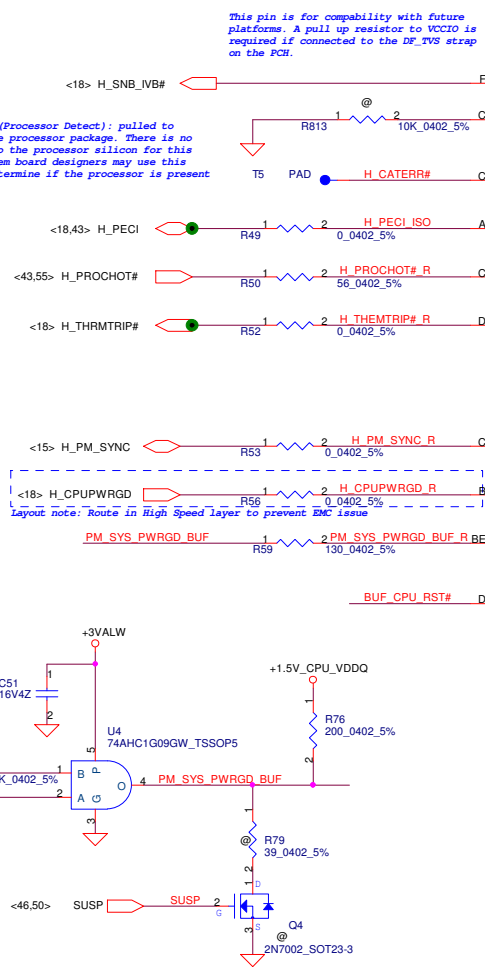 This pin is for compability with future
platforms. A pull up resistor to VCCIO is
required if connected to the DF_TVS strap
on the PCH.
<18> H_SNB_IVB#
@
1 2
R813 10K_0402_5%
(Processor Detect): pulled to
e processor package. There is no
o the processor silicon for this
em board designers may use this
termine if the processor is present
T5 PAD H_CATERR#
<18,43> H_PECI 1 2 H_PECI_ISO
R49 0_0402_5%
<43,55> H_PROCHOT# 1 2 H_PROCHOT#_R
R50 56_0402_5%
<18> H_THRMTRIP# 1 2 H_THEMTRIP#_R
R52 0_0402_5%
<15> H_PM_SYNC 1 2 H_PM_SYNC_R
R53 0_0402_5%
<18> H_CPUPWRGD 1 2 H_CPUPWRGD_R
R56 0_0402_5%
Layout note: Route in High Speed layer to prevent EMC issue
PM_SYS_PWRGD_BUF 1 2 PM_SYS_PWRGD_BUF_R BE
R59 130_0402_5%
BUF_CPU_RST# D
+3VALW
+1.5V_CPU_VDDQ
C51 1
16V4Z
2
1
R76
200_0402_5%
2
U4
74AHC1G09GW_TSSOP5
5
K_0402_5% 1 B P
O 4 PM_SYS_PWRGD_BUF
2 A G
3
1
@ R79
39_0402_5%
2
1 D
<46,50> SUSP SUSP 2 G
3 S
Q4
@
2N7002_SOT23-3